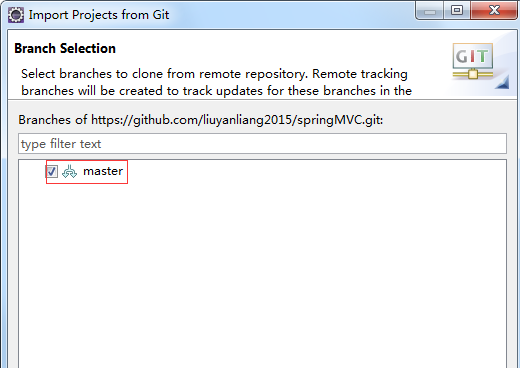 Import Projects from Git
Branch Selection
GIT
Select branches to clone from remote repository. Remote tracking
branches will be created to track updates for these branches in the
Branches of https://github.com/liuyanliang2015/springMVC.git:
type filter text
master